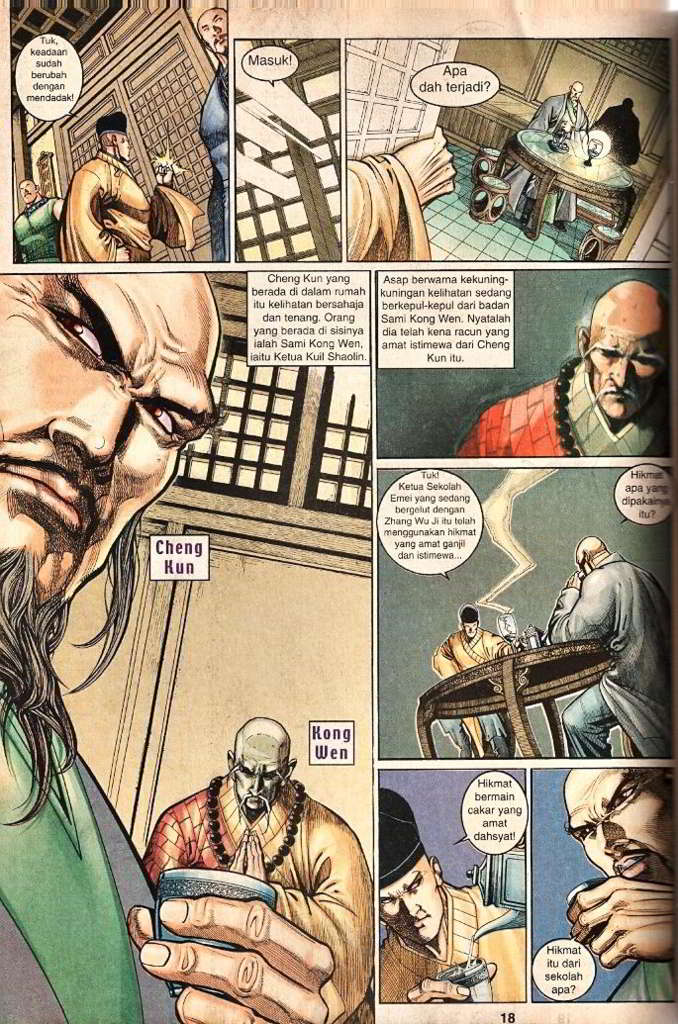 Tuk,
keadaan
sudah
berubah
dengan
mendadak!
Masuk!
Apa
dah terjadi?
Cheng Kun yang
berada di dalam rumah
itu kelihatan bersahaja
dan tenang. Orang
yang berada di sisinya
ialah Sami Kong Wen,
iaitu Ketua Kuil Shaolin.
Asap berwarna kekuning-
kuningan kelihatan sedang
berkepul-kepul dari badan
Sami Kong Wen. Nyatalah
dia telah kena racun yang
amat istimewa dari Cheng
Kun itu.
Cheng
Kun
Kong
Wen
Tuk!
Ketua Sekolah
Emei yang sedang
bergelut dengan
Zhang Wu Ji itu telah
menggunakan hikmat
yang amat ganjil
dan istimewa...
Hikmat
apa yang
dipakainya
itu?
Hikmat
bermain
cakar yang
amat
dahsyat!
Hikmat
itu dari
sekolah
apa?
18